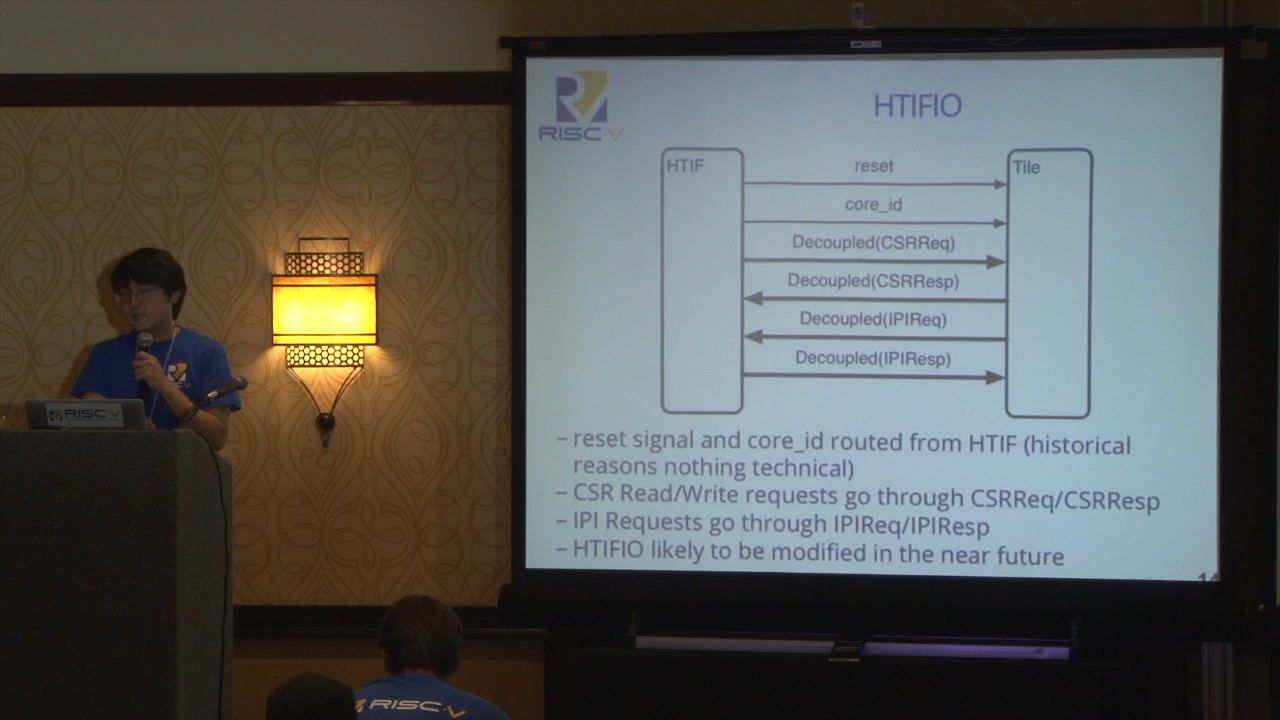 RISC-V
HTIFIO
HTIF
Tile
reset
core_id
Decoupled(CSRReq)
Decoupled(CSRResp)
Decoupled(IPIReq)
Decoupled(IPIResp)
– reset signal and core_id routed from HTIF (historical
reasons nothing technical)
– CSR Read/Write requests go through CSRReq/CSRResp
– IPI Requests go through IPIReq/IPIResp
– HTIFIO likely to be modified in the near future
RISC-V
RISC-V